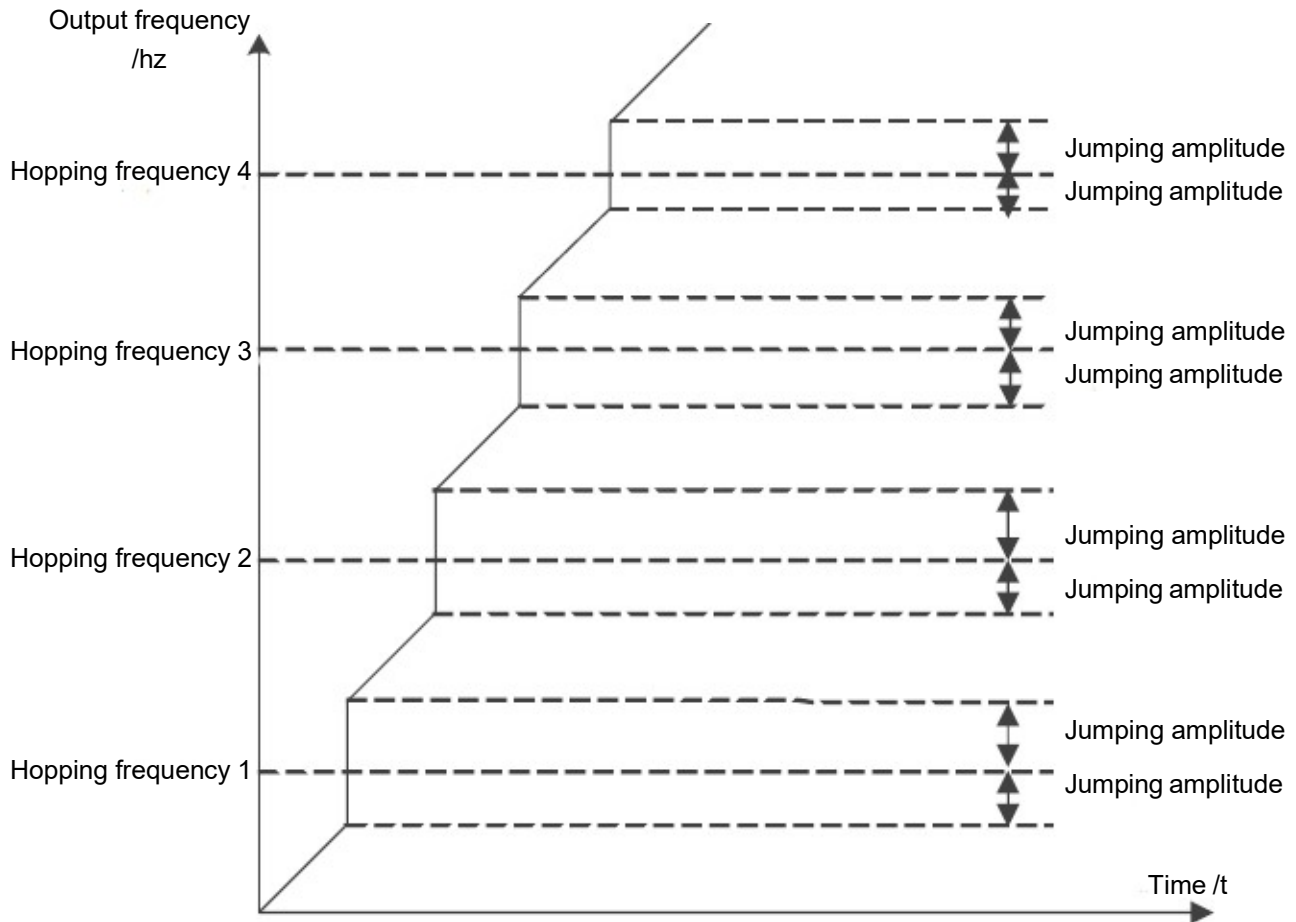 Output frequency
/hz
Jumping amplitude
Hopping frequency 4
Jumping amplitude
Jumping amplitude
Hopping frequency 3
Jumping amplitude
Jumping amplitude
Hopping frequency 2
Jumping amplitude
Jumping amplitude
Hopping frequency 1
Jumping amplitude
Time /t